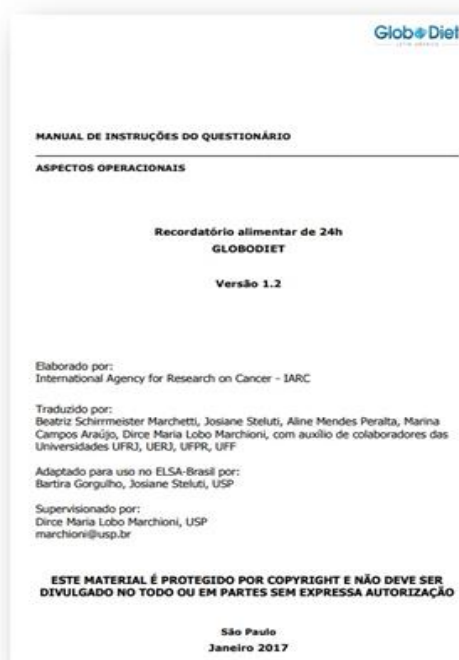 Globo Diet
LATIN AMERICA
MANUAL DE INSTRUÇÕES DO QUESTIONÁRIO
ASPECTOS OPERACIONAIS
Recordatório alimentar de 24h
GLOBODIET
Versão 1.2
Elaborado por:
International Agency for Research on Cancer - IARC
Traduzido por:
Beatriz Schirrmeister Marchetti, Josiane Steluti, Aline Mendes Peralta, Marina
Campos Araújo, Dirce Maria Lobo Marchioni, com auxílio de colaboradores das
Universidades UFRJ, UERJ, UFPR, UFF
Adaptado para uso no ELSA-Brasil por:
Bartira Gorgulho, Josiane Steluti, USP
Supervisionado por:
Dirce Maria Lobo Marchioni, USP
marchioni@usp.br
ESTE MATERIAL É PROTEGIDO POR COPYRIGHT E NÃO DEVE SER
DIVULGADO NO TODO OU EM PARTES SEM EXPRESSA AUTORIZAÇÃO
São Paulo
Janeiro 2017